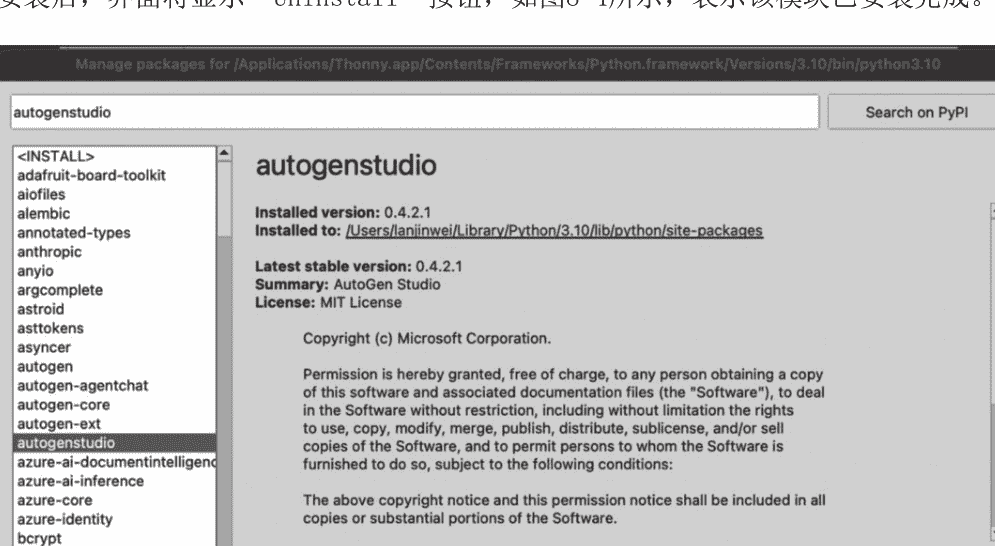 安装后，界面将显示“Uninstall”按钮，如图8-1所示，表示该模块已安装完成。
Manage packages for /Applications/Thonny.app/Contents/Frameworks/Python.framework/Versions/3.10/bin/python3.10
autogenstudio
Search on PyPI
<INSTALL>
adafruit-board-toolkit
aiofiles
alembic
annotated-types
anthropic
anyio
argcomplete
astroid
asttokens
asyncer
autogen
autogen-agentchat
autogen-core
autogen-ext
autogenstudio
azure-ai-documentintelligenc
azure-ai-inference
azure-core
azure-identity
bcrypt
autogenstudio
Installed version: 0.4.2.1
Installed to: /Users/lanjinwei/Library/Python/3.10/lib/python/site-packages
Latest stable version: 0.4.2.1
Summary: AutoGen Studio
License: MIT License
Copyright (c) Microsoft Corporation.
Permission is hereby granted, free of charge, to any person obtaining a copy
of this software and associated documentation files (the "Software"), to deal
in the Software without restriction, including without limitation the rights
to use, copy, modify, merge, publish, distribute, sublicense, and/or sell
copies of the Software, and to permit persons to whom the Software is
furnished to do so, subject to the following conditions:
The above copyright notice and this permission notice shall be included in all
copies or substantial portions of the Software.